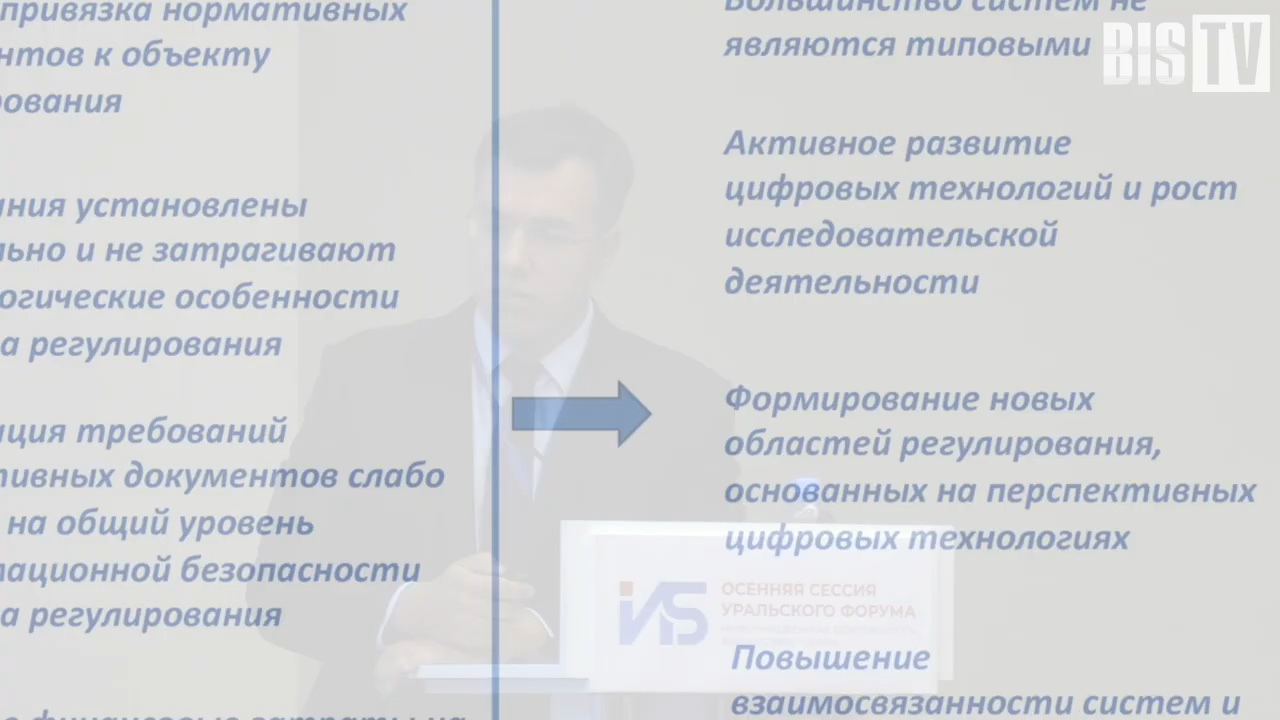 привязка нормативных
нтов к объекту
ования
ния установлены
льно и не затрагивают
огические особенности
а регулирования
ция требований
тивных документов слабо
на общий уровень
ационной безопасности
а регулирования
Большинство систем не
являются типовыми
Активное развитие
цифровых технологий и рост
исследовательской
деятельности
Формирование новых
областей регулирования,
основанных на перспективных
цифровых технологиях
Повышение
взаимосвязанности систем и
BIS TV
ИБ
ОСЕННЯЯ СЕССИЯ
УРАЛЬСКОГО ФОРУМА